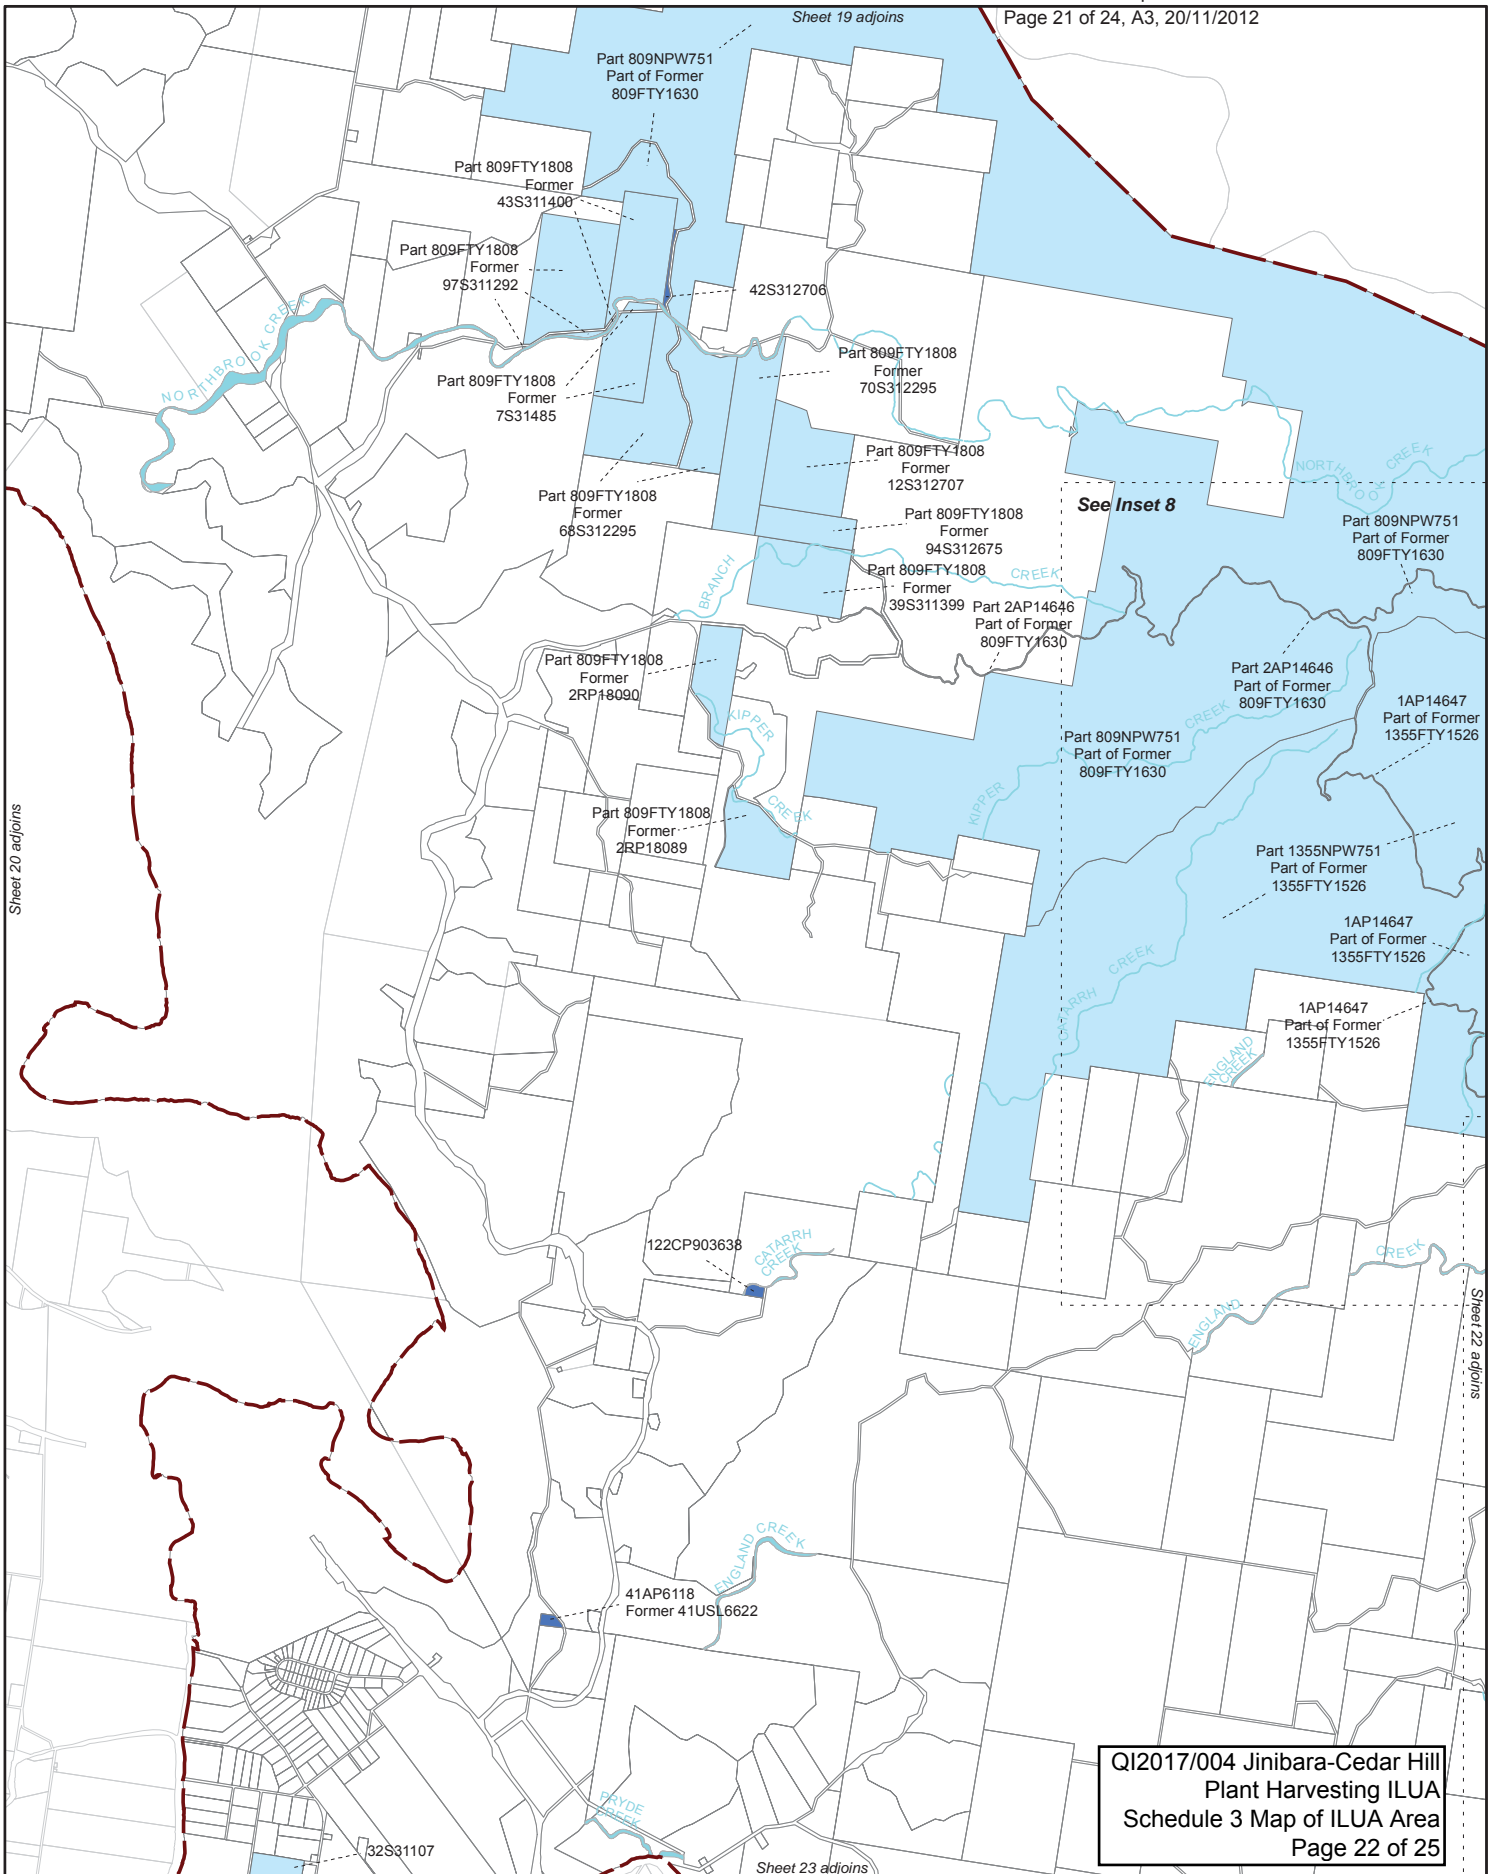 Page 21 of 24, A3, 20/11/2012
Sheet 19 adjoins
Part 809NPW751
Part of Former
809FTY1630
Part 809FTY1808
Former
43S311400
Part 809FTY1808
Former
97S311292
42S312706
NORTHBROOK CREEK
Part 809FTY1808
Former
70S312295
Part 809FTY1808
Former
7S31485
Part 809FTY1808
Former
12S312707
NORTHBROOK CREEK
Part 809FTY1808
Former
68S312295
See Inset 8
Part 809FTY1808
Former
94S312675
Part 809NPW751
Part of Former
809FTY1630
BRANCH
CREEK
Part 809FTY1808
Former
39S311399
Part 2AP14646
Part of Former
809FTY1630
Part 809FTY1808
Former
2RP18090
Part 2AP14646
Part of Former
809FTY1630
1AP14647
Part of Former
1355FTY1526
KIPPER
CREEK
Part 809NPW751
Part of Former
809FTY1630
KIPPER
CREEK
Part 809FTY1808
Former
2RP18089
Sheet 20 adjoins
Part 1355NPW751
Part of Former
1355FTY1526
1AP14647
Part of Former
1355FTY1526
CATARRH
CREEK
1AP14647
Part of Former
1355FTY1526
ENGLAND
CREEK
122CP903638
CATARRH
CREEK
ENGLAND
CREEK
Sheet 22 adjoins
ENGLAND CREEK
41AP6118
Former 41USL6622
PRYDE
CREEK
32S31107
Sheet 23 adjoins
QI2017/004 Jinibara-Cedar Hill
Plant Harvesting ILUA
Schedule 3 Map of ILUA Area
Page 22 of 25